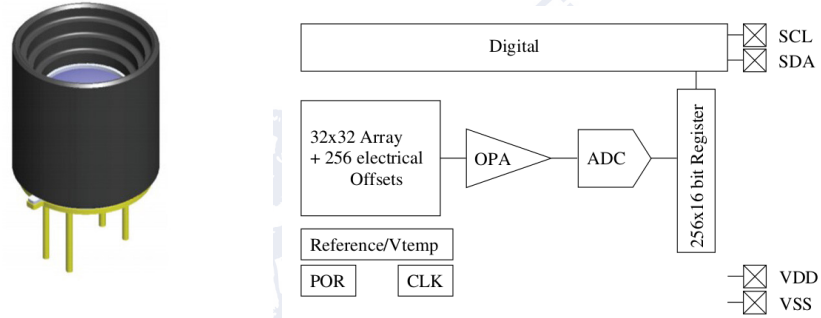 Digital
SCL
SDA
32x32 Array
+ 256 electrical
Offsets
OPA
ADC
256x16 bit Register
Reference/Vtemp
POR
CLK
VDD
VSS